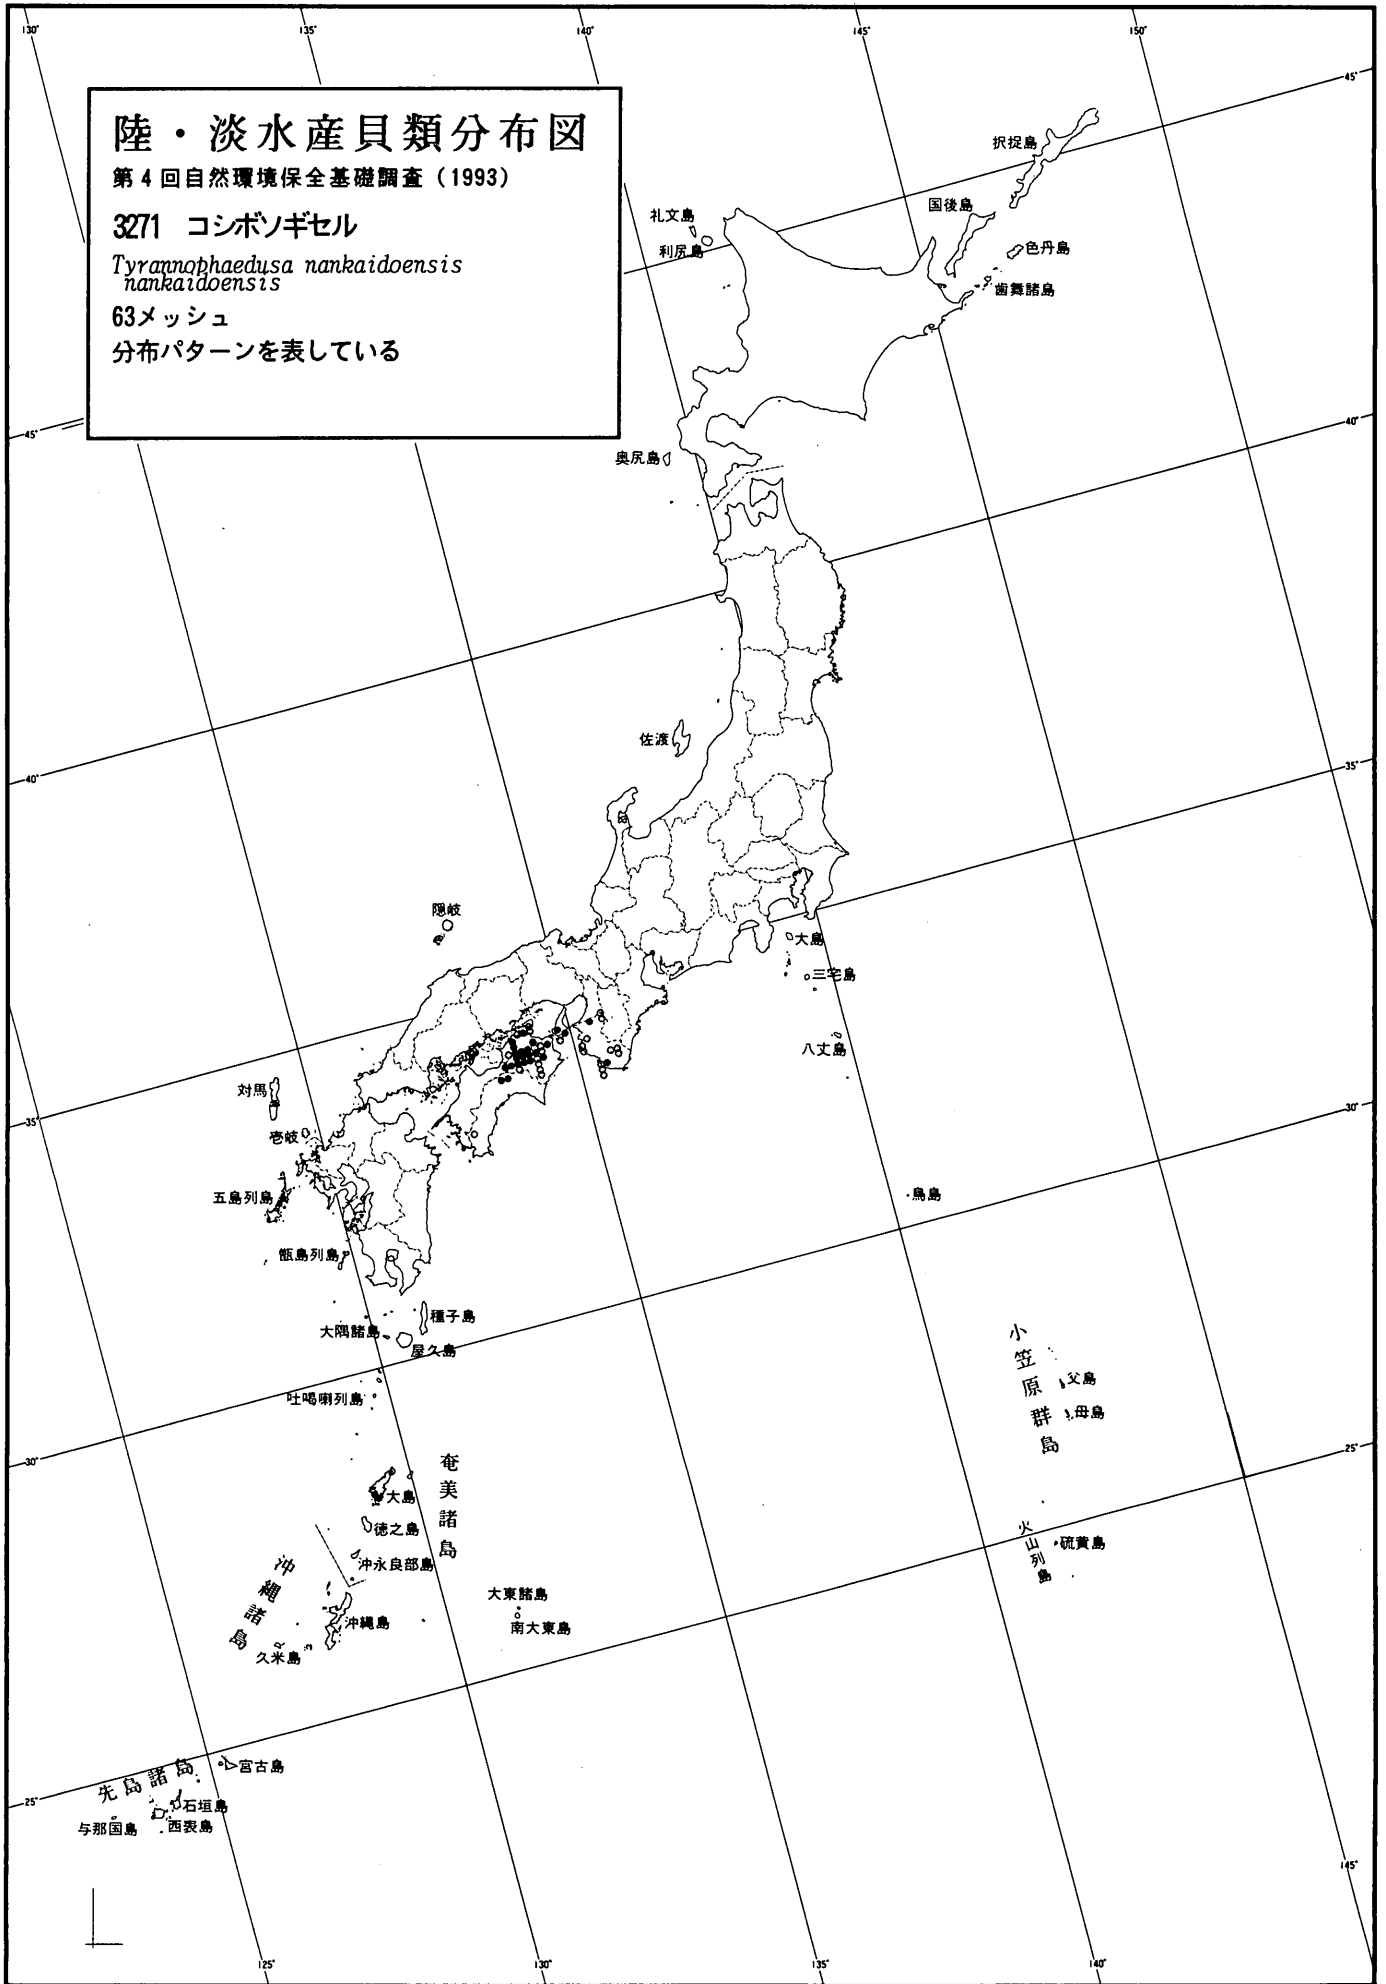 130°
135°
140°
145°
150°
陸・淡水産貝類分布図
第4回自然環境保全基礎調査（1993）
3271 コシボソギセル
Tyrannophaedusa nankaidoensis
nankaidoensis
63メッシュ
分布パターンを表している
45°
択捉島
国後島
色丹島
歯舞諸島
礼文島
利尻島
45°
奥尻島
40°
佐渡
40°
35°
隠岐
大島
三宅島
八丈島
対馬
壱岐
35°
五島列島
甑島列島
30°
鳥島
種子島
大隅諸島
屋久島
吐噶喇列島
小笠原群島
父島
母島
30°
25°
奄美諸島
大島
徳之島
沖永良部島
沖縄諸島
沖縄島
久米島
大東諸島
南大東島
火山列島
硫黄島
先島諸島
宮古島
石垣島
西表島
与那国島
25°
145°
125°
130°
135°
140°